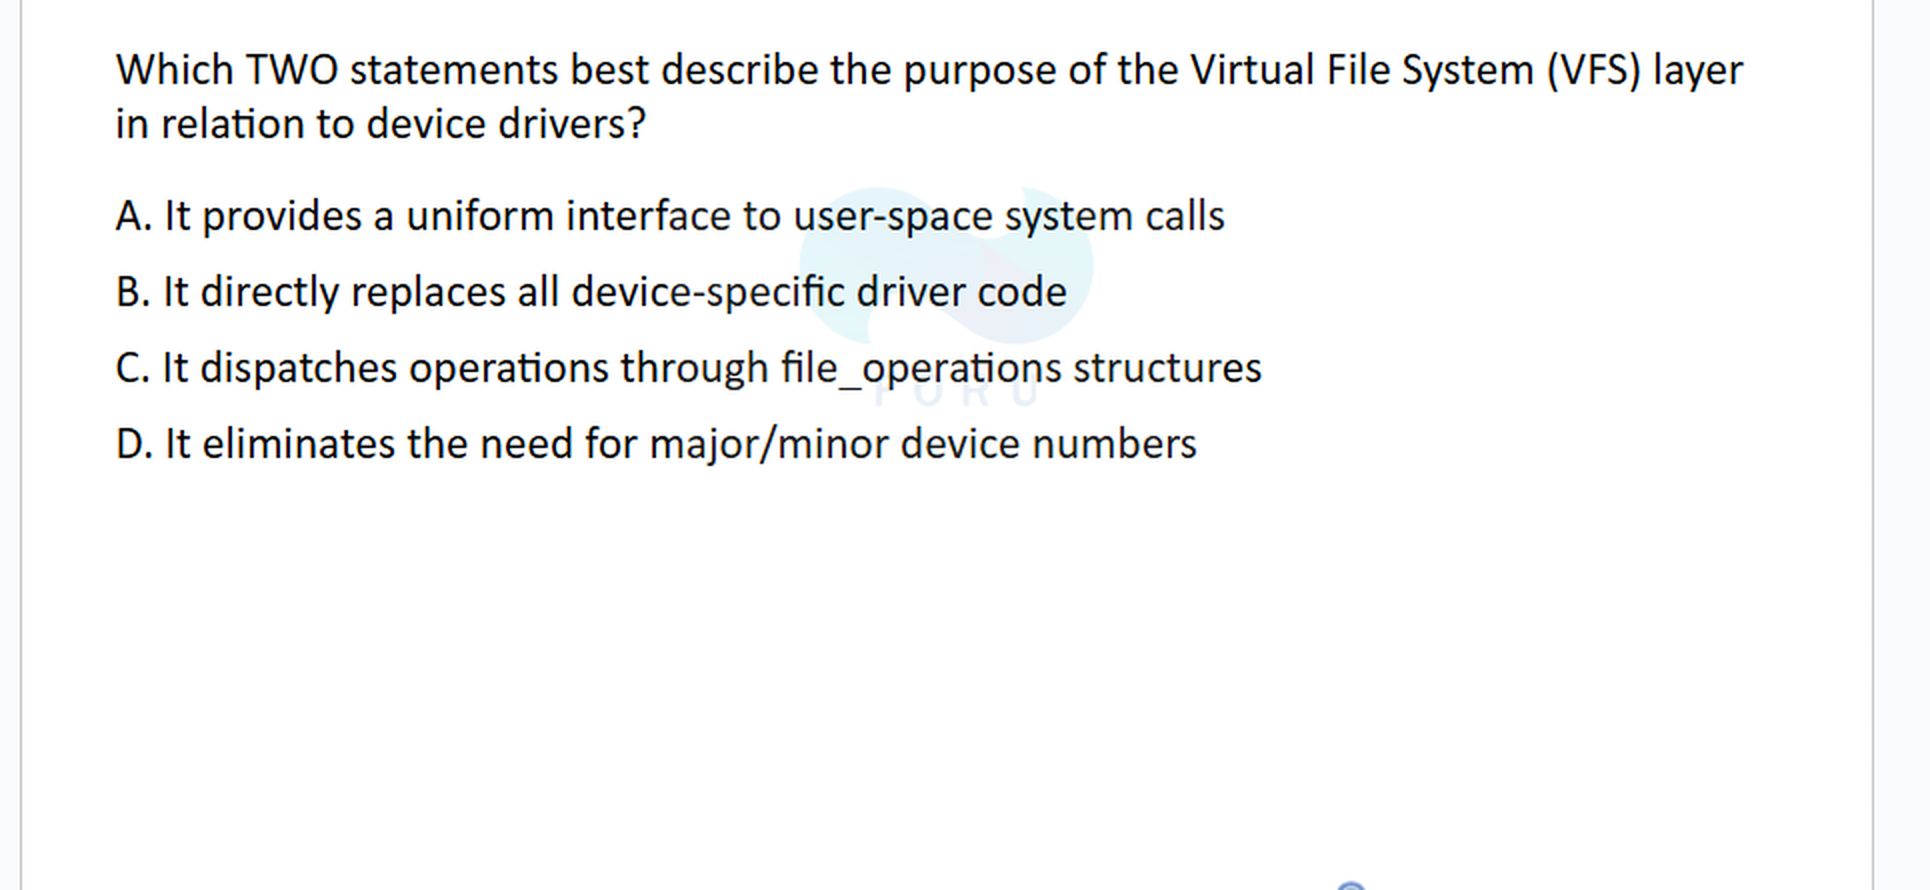 Which TWO statements best describe the purpose of the Virtual File System (VFS) layer
in relation to device drivers?
A. It provides a uniform interface to user-space system calls
B. It directly replaces all device-specific driver code
C. It dispatches operations through file_operations structures
FORU
D. It eliminates the need for major/minor device numbers